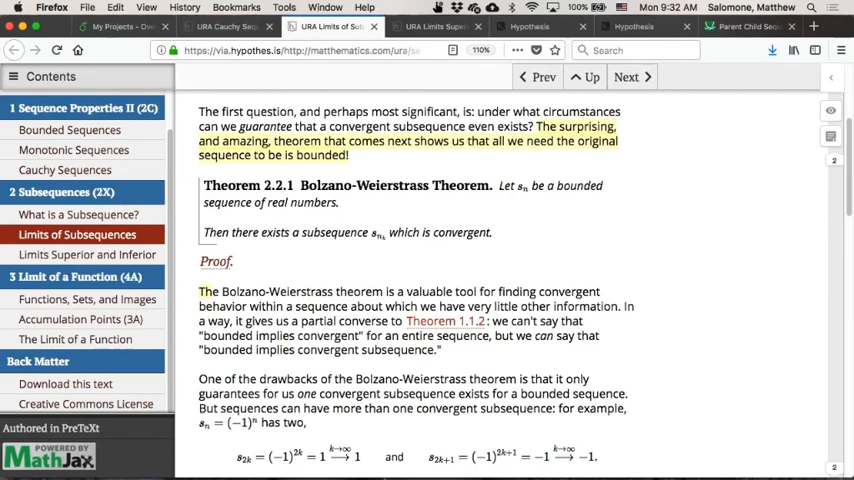 Firefox File Edit View History Bookmarks Tools Window Help 100% Mon 9:32 AM Salomone, Matthew
My Projects - Ove
URA Cauchy Seq
URA Limits of Sub
URA Limits Superi
Hypothesis
Hypothesis
Parent Child Seq
https://via.hypothes.is/http://mathematics.com/ura/se
110%
Search
Contents
Prev
Up
Next
1 Sequence Properties II (2C)
Bounded Sequences
Monotonic Sequences
Cauchy Sequences
2 Subsequences (2X)
What is a Subsequence?
Limits of Subsequences
Limits Superior and Inferior
3 Limit of a Function (4A)
Functions, Sets, and Images
Accumulation Points (3A)
The Limit of a Function
Back Matter
Download this text
Creative Commons License
Authored in PreTeXt
POWERED BY
MathJax
The first question, and perhaps most significant, is: under what circumstances
can we guarantee that a convergent subsequence even exists? The surprising,
and amazing, theorem that comes next shows us that all we need the original
sequence to be is bounded!
Theorem 2.2.1 Bolzano-Weierstrass Theorem. Let sₙ be a bounded
sequence of real numbers.
Then there exists a subsequence sₙₖ which is convergent.
Proof.
The Bolzano-Weierstrass theorem is a valuable tool for finding convergent
behavior within a sequence about which we have very little other information. In
a way, it gives us a partial converse to Theorem 1.1.2: we can't say that
"bounded implies convergent" for an entire sequence, but we can say that
"bounded implies convergent subsequence."
One of the drawbacks of the Bolzano-Weierstrass theorem is that it only
guarantees for us one convergent subsequence exists for a bounded sequence.
But sequences can have more than one convergent subsequence: for example,
sₙ = (−1)ⁿ has two,
s₂ₖ = (−1)²ᵏ = 1 k→∞ → 1 and s₂ₖ₊₁ = (−1)²ᵏ⁺¹ = −1 k→∞ → −1.
2
2